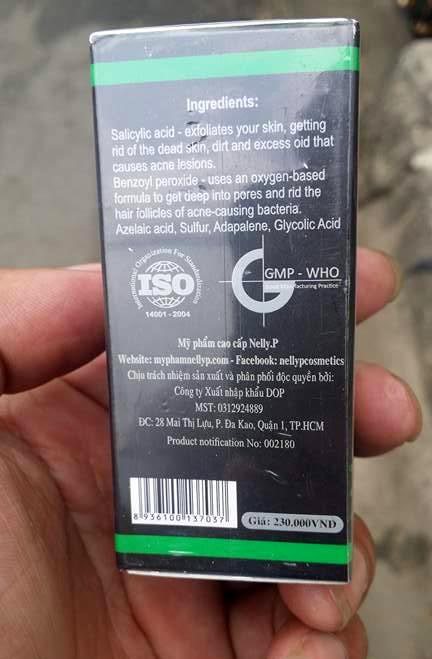 Ingredients:
Salicylic acid - exfoliates your skin, getting
rid of the dead skin, dirt and excess oid that
causes acne lesions.
Benzoyl peroxide - uses an oxygen-based
formula to get deep into pores and rid the
hair follicles of acne-causing bacteria.
Azelaic acid, Sulfur, Adapalene, Glycolic Acid
International Organization For Standardization
ISO
14001 - 2004
GMP - WHO
Good Manufacturing Practice
Mỹ phẩm cao cấp Nelly.P
Website: myphamnellyp.com - Facebook: nellypcosmetics
Chịu trách nhiệm sản xuất và phân phối độc quyền bởi:
Công ty Xuất nhập khẩu DOP
MST: 0312924889
ĐC: 28 Mai Thị Lựu, P. Đa Kao, Quận 1, TP.HCM
Product notification No: 002180
8 936100 137037
Giá: 230.000VNĐ